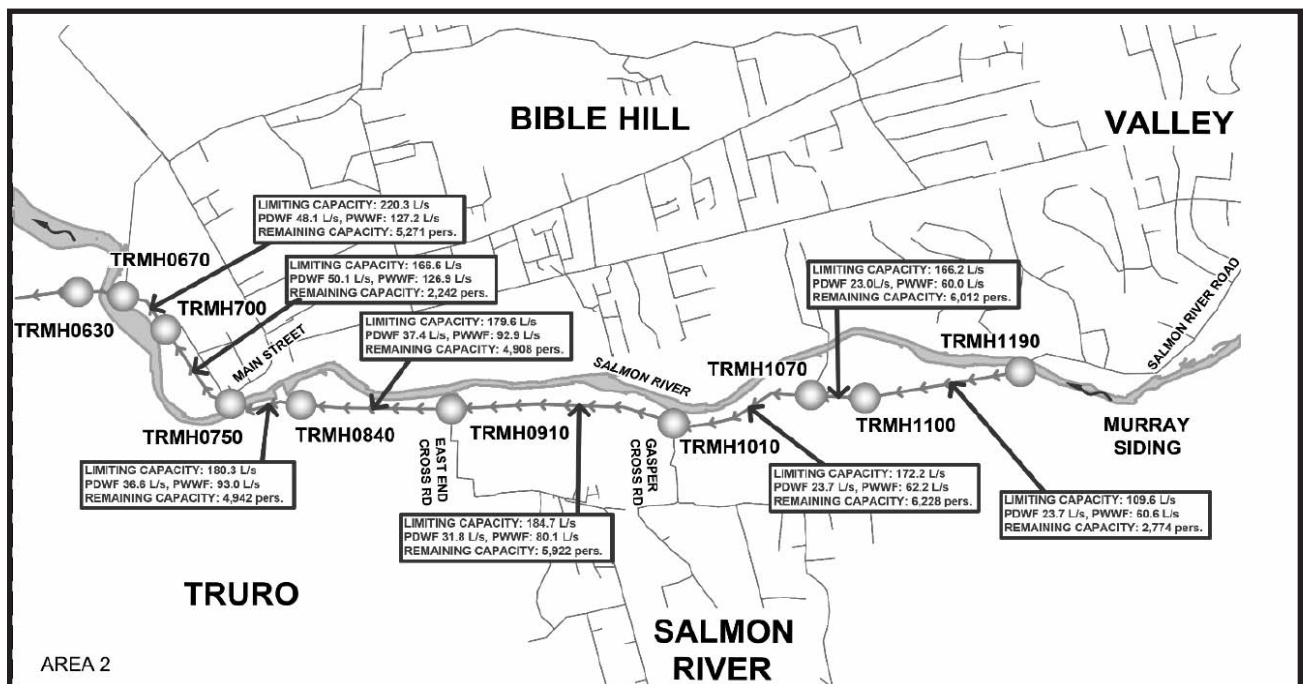 BIBLE HILL
VALLEY
LIMITING CAPACITY: 220.3 L/s
PDWF 48.1 L/s, PWWF: 127.2 L/s
REMAINING CAPACITY: 5,271 pers.
TRMH0670
LIMITING CAPACITY: 166.6 L/s
PDWF 50.1 L/s, PWWF: 126.9 L/s
REMAINING CAPACITY: 2,242 pers.
LIMITING CAPACITY: 166.2 L/s
PDWF 23.0L/s, PWWF: 60.0 L/s
REMAINING CAPACITY: 6,012 pers.
TRMH700
TRMH0630
LIMITING CAPACITY: 179.6 L/s
PDWF 37.4 L/s, PWWF: 92.9 L/s
REMAINING CAPACITY: 4,908 pers.
MAIN STREET
SALMON RIVER ROAD
TRMH1190
SALMON RIVER
TRMH1070
TRMH1100
MURRAY
SIDING
TRMH0750
TRMH0840
TRMH0910
TRMH1010
EAST END
CROSS RD
GASPER
CROSS RD
LIMITING CAPACITY: 180.3 L/s
PDWF 36.6 L/s, PWWF: 93.0 L/s
REMAINING CAPACITY: 4,942 pers.
LIMITING CAPACITY: 172.2 L/s
PDWF 23.7 L/s, PWWF: 62.2 L/s
REMAINING CAPACITY: 6,228 pers.
LIMITING CAPACITY: 109.6 L/s
PDWF 23.7 L/s, PWWF: 60.6 L/s
REMAINING CAPACITY: 2,774 pers.
LIMITING CAPACITY: 184.7 L/s
PDWF 31.8 L/s, PWWF: 80.1 L/s
REMAINING CAPACITY: 5,922 pers.
TRURO
SALMON
RIVER
AREA 2